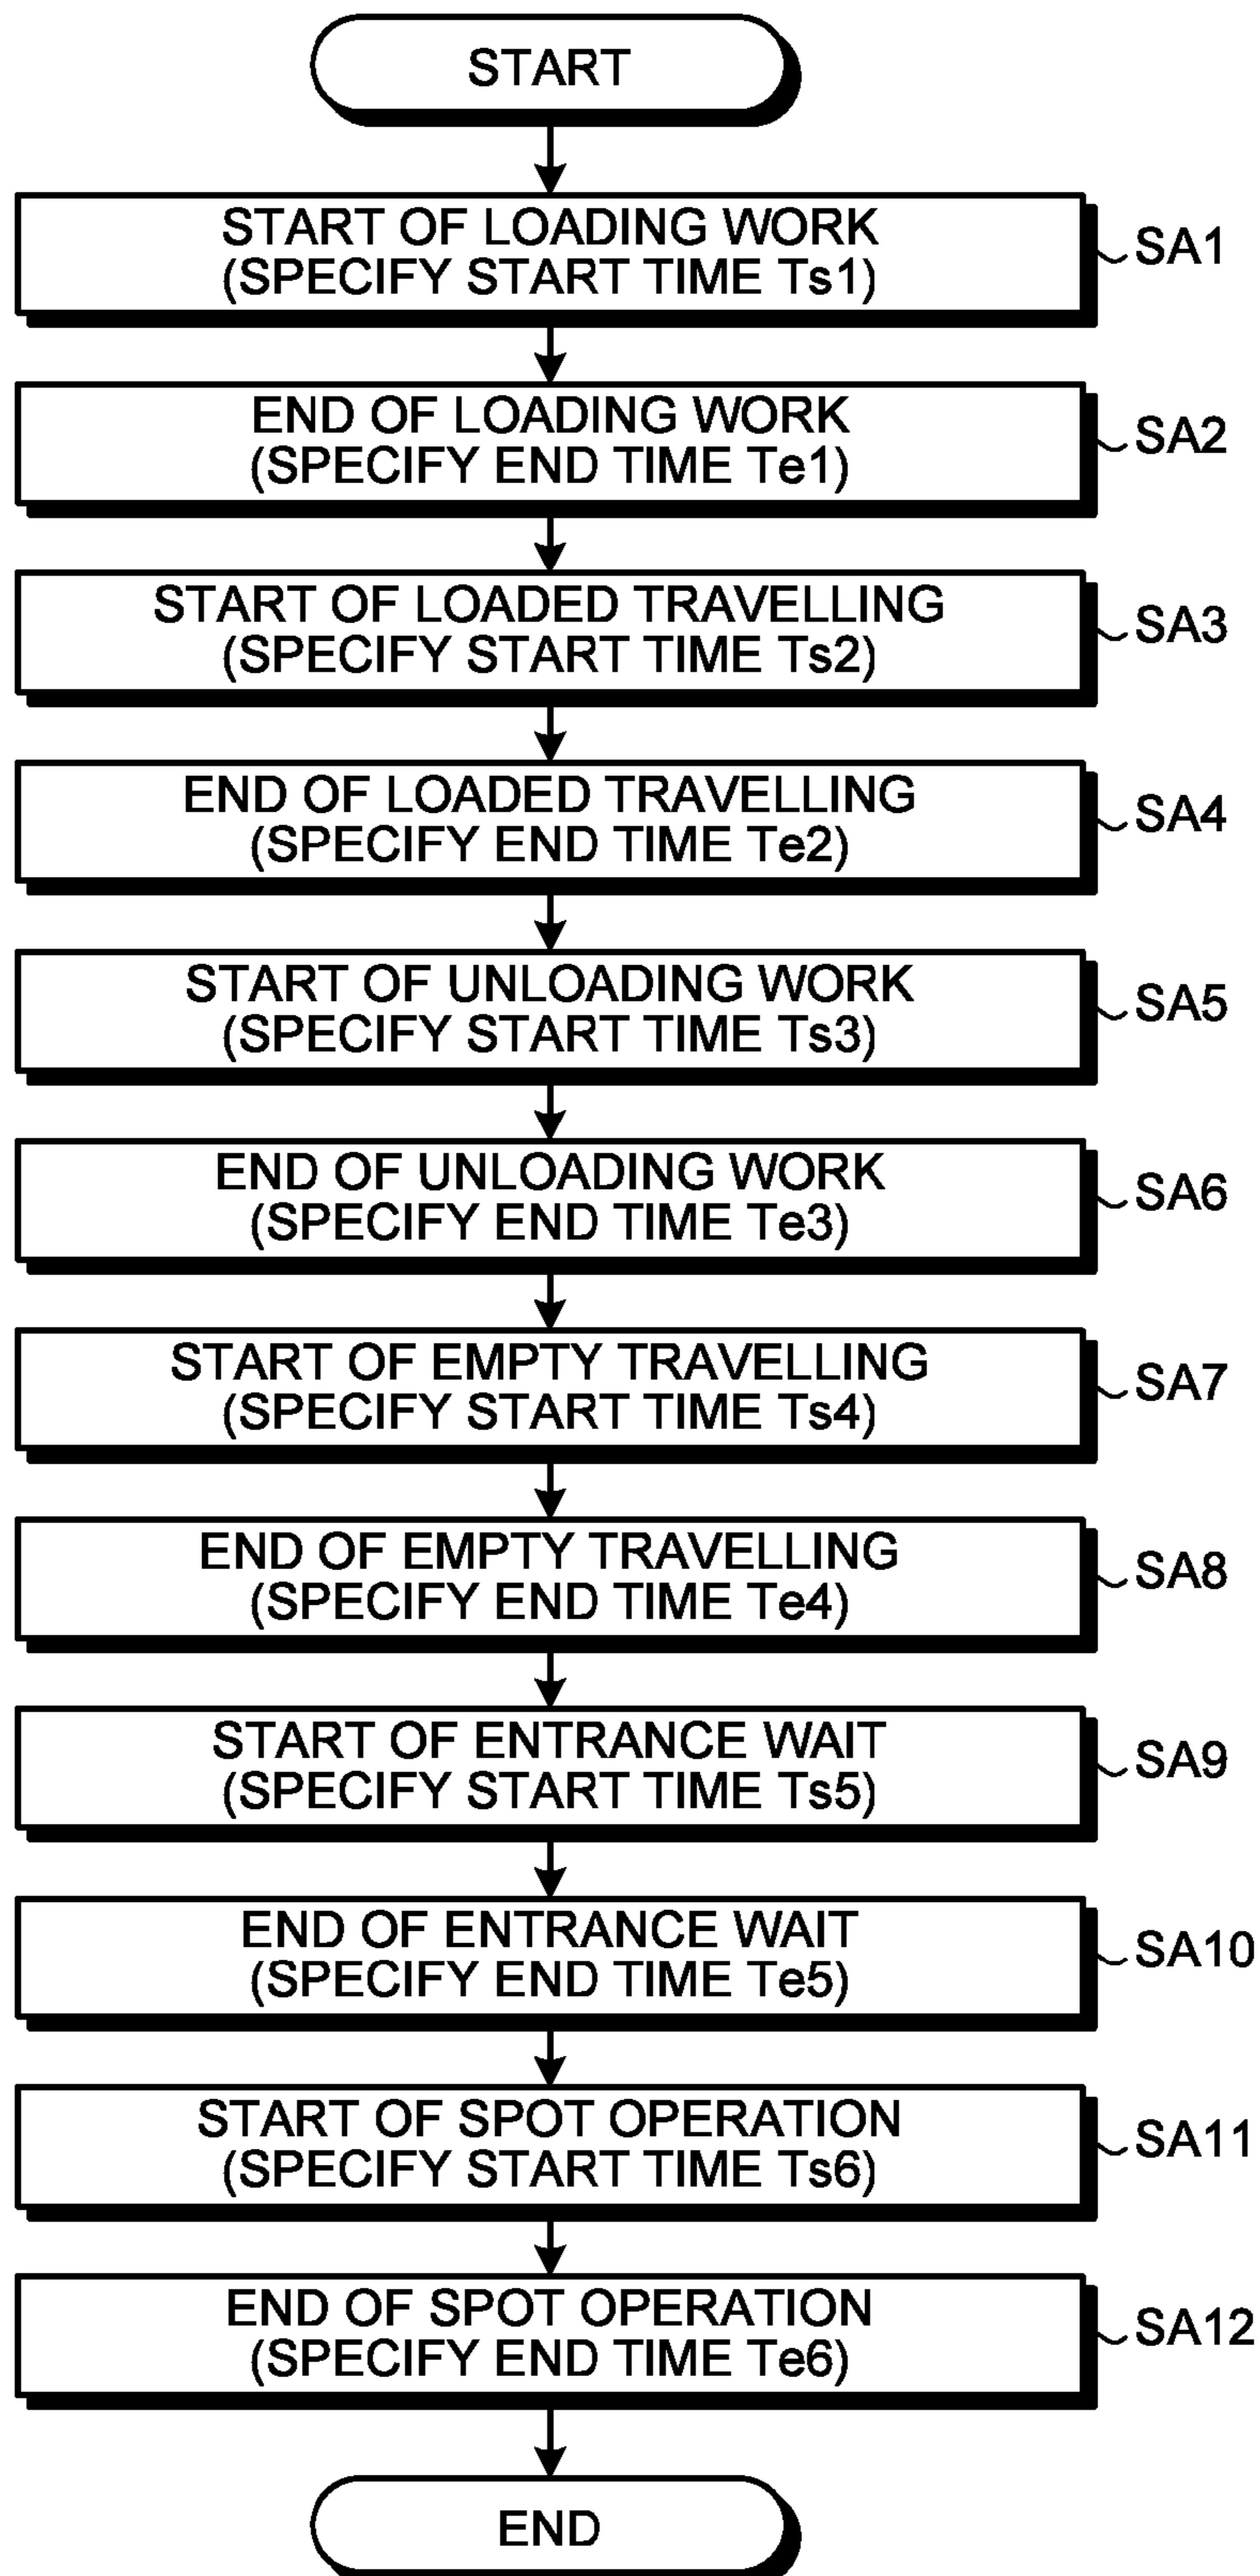 START
START OF LOADING WORK
(SPECIFY START TIME Ts1)
SA1
END OF LOADING WORK
(SPECIFY END TIME Te1)
SA2
START OF LOADED TRAVELLING
(SPECIFY START TIME Ts2)
SA3
END OF LOADED TRAVELLING
(SPECIFY END TIME Te2)
SA4
START OF UNLOADING WORK
(SPECIFY START TIME Ts3)
SA5
END OF UNLOADING WORK
(SPECIFY END TIME Te3)
SA6
START OF EMPTY TRAVELLING
(SPECIFY START TIME Ts4)
SA7
END OF EMPTY TRAVELLING
(SPECIFY END TIME Te4)
SA8
START OF ENTRANCE WAIT
(SPECIFY START TIME Ts5)
SA9
END OF ENTRANCE WAIT
(SPECIFY END TIME Te5)
SA10
START OF SPOT OPERATION
(SPECIFY START TIME Ts6)
SA11
END OF SPOT OPERATION
(SPECIFY END TIME Te6)
SA12
END